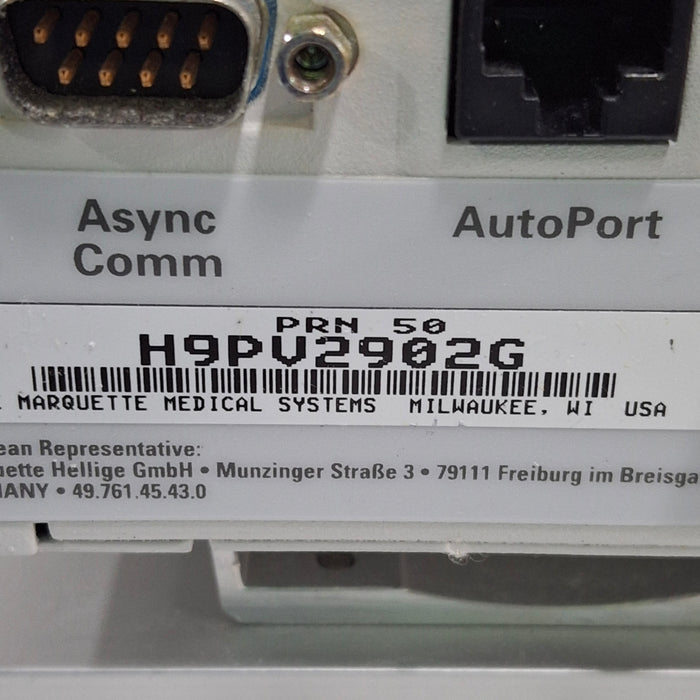 Async
Comm
AutoPort
PRN 50
H9PV2902G
MARQUETTE MEDICAL SYSTEMS MILWAUKEE, WI USA
ean Representative:
uette Hellige GmbH • Munzinger Straße 3 • 79111 Freiburg im Breisga
MANY • 49.761.45.43.0